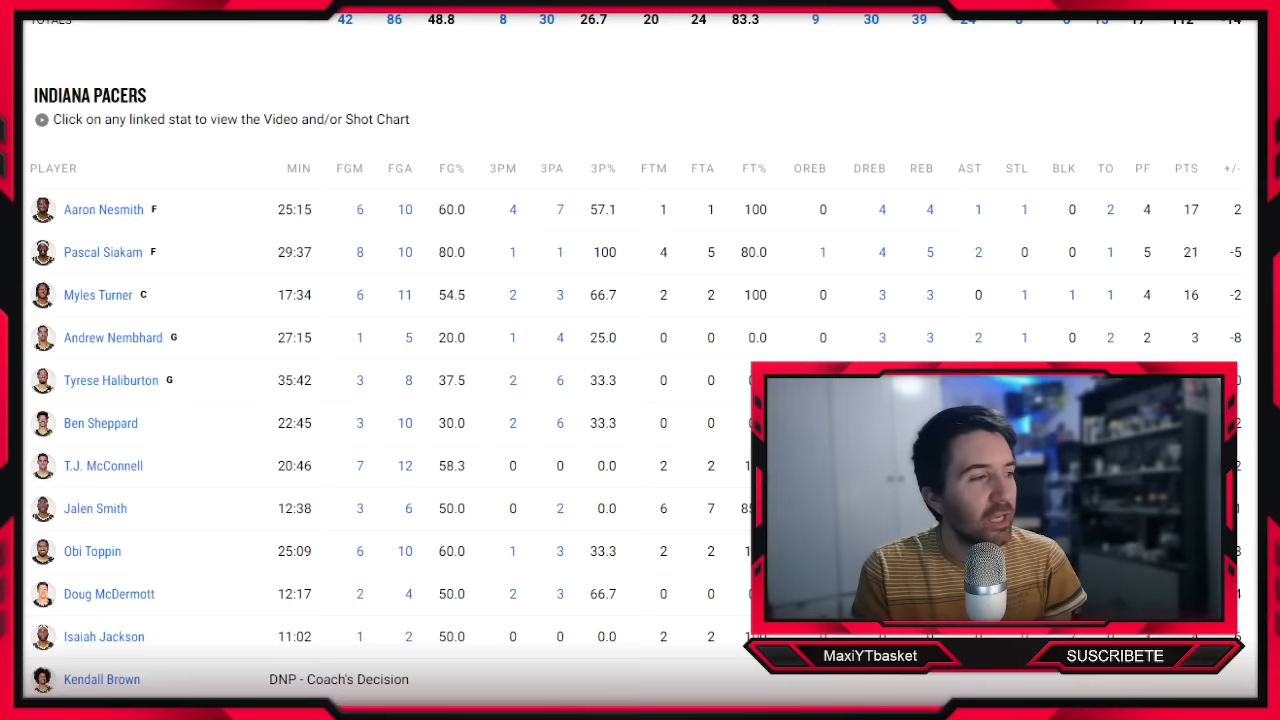 TOTALS 42 86 48.8 8 30 26.7 20 24 83.3 9 30 39 24 17 112 -14
INDIANA PACERS
Click on any linked stat to view the Video and/or Shot Chart
PLAYER MIN FGM FGA FG% 3PM 3PA 3P% FTM FTA FT% OREB DREB REB AST STL BLK TO PF PTS +/-
Aaron Nesmith F 25:15 6 10 60.0 4 7 57.1 1 1 100 0 4 4 1 1 0 2 4 17 2
Pascal Siakam F 29:37 8 10 80.0 1 1 100 4 5 80.0 1 4 5 2 0 0 1 5 21 -5
Myles Turner C 17:34 6 11 54.5 2 3 66.7 2 2 100 0 3 3 0 1 1 1 4 16 -2
Andrew Nembhard G 27:15 1 5 20.0 1 4 25.0 0 0 0.0 0 3 3 2 1 0 2 2 3 -8
Tyrese Haliburton G 35:42 3 8 37.5 2 6 33.3 0 0
Ben Sheppard 22:45 3 10 30.0 2 6 33.3 0 0
T.J. McConnell 20:46 7 12 58.3 0 0 0.0 2 2
Jalen Smith 12:38 3 6 50.0 0 2 0.0 6 7
Obi Toppin 25:09 6 10 60.0 1 3 33.3 2 2
Doug McDermott 12:17 2 4 50.0 2 3 66.7 0 0
Isaiah Jackson 11:02 1 2 50.0 0 0 0.0 2 2 100
Kendall Brown DNP - Coach's Decision
MaxiYTbasket SUSCRIBETE